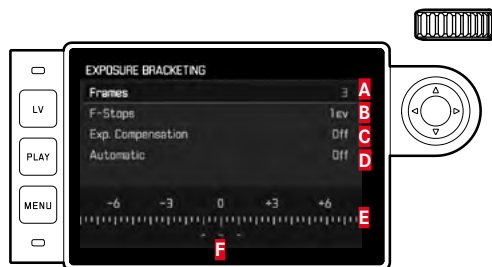 EXPOSURE BRACKETING
Frames 3 A
F-Stops 1EV B
Exp. Compensation Off C
Automatic Off D
LV
PLAY
MENU
-6 -3 0 +3 +6
E
F